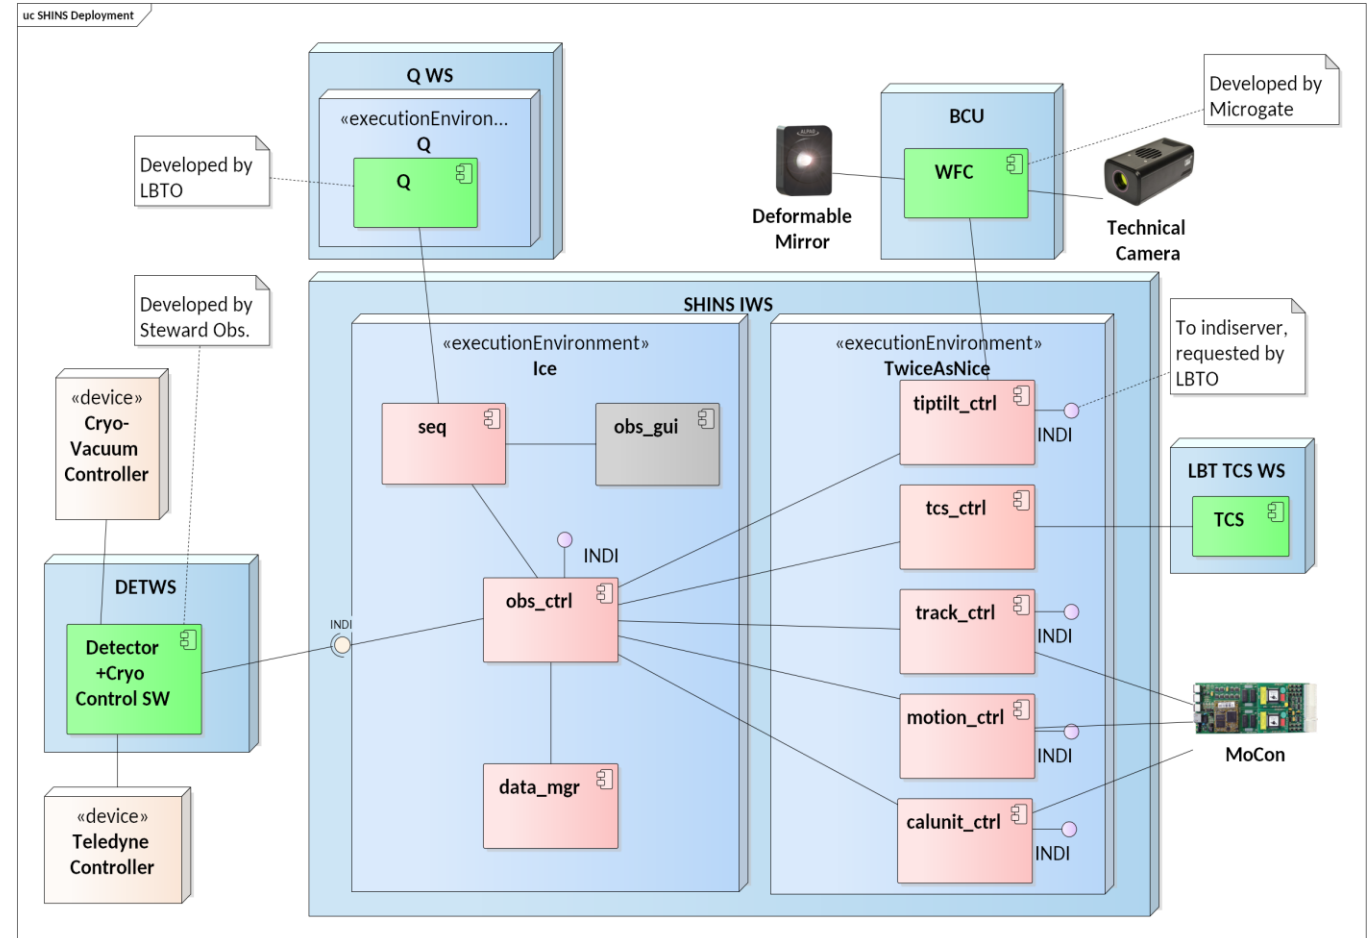 uc SHINS Deployment
Q WS
«executionEnviron...
Q
Q
Developed by
LBTO
BCU
WFC
Developed by
Microgate
Deformable
Mirror
Technical
Camera
Developed by
Steward Obs.
SHINS IWS
«executionEnvironment»
Ice
seq
obs_gui
INDI
obs_ctrl
data_mgr
«executionEnvironment»
TwiceAsNice
tiptilt_ctrl
INDI
tcs_ctrl
track_ctrl
INDI
motion_ctrl
INDI
calunit_ctrl
INDI
To indiserver,
requested by
LBTO
LBT TCS WS
TCS
MoCon
«device»
Cryo-
Vacuum
Controller
DETWS
Detector
+Cryo
Control SW
INDI
«device»
Teledyne
Controller